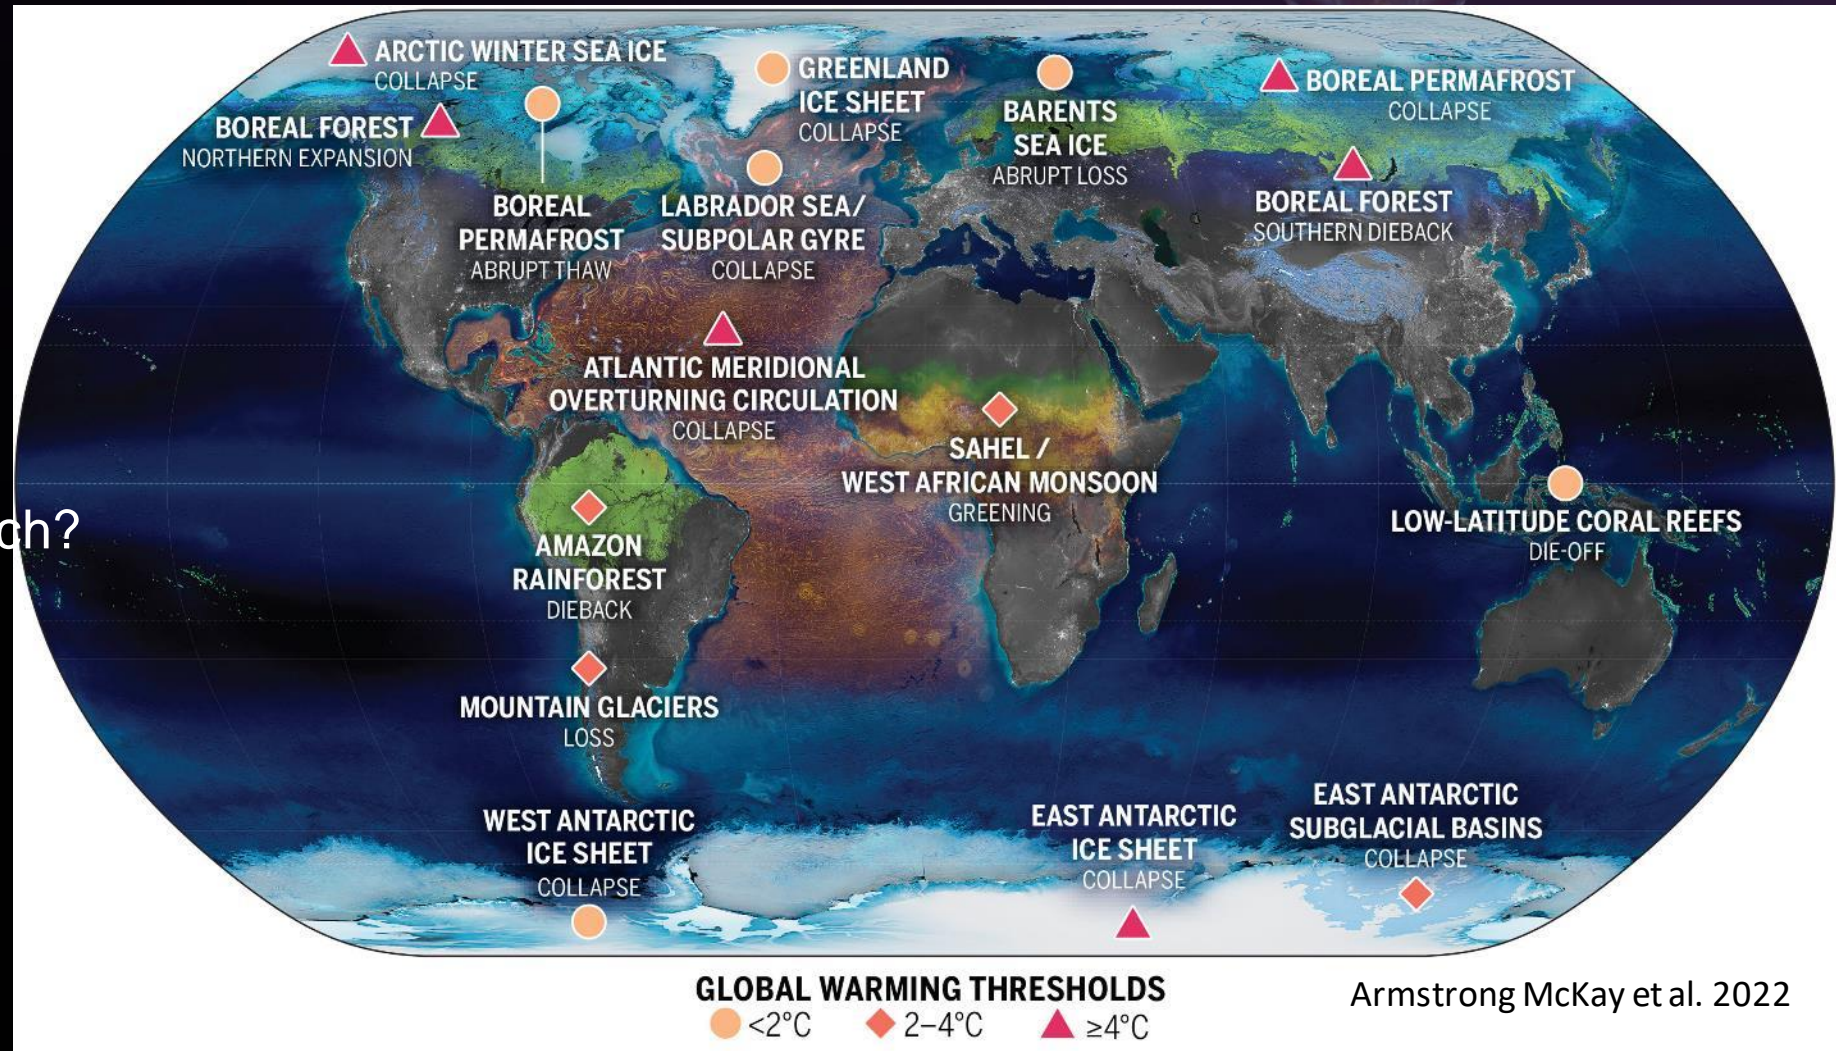 ARCTIC WINTER SEA ICE
COLLAPSE
BOREAL FOREST
NORTHERN EXPANSION
BOREAL
PERMAFROST
ABRUPT THAW
GREENLAND
ICE SHEET
COLLAPSE
LABRADOR SEA/
SUBPOLAR GYRE
COLLAPSE
BARENTS
SEA ICE
ABRUPT LOSS
BOREAL PERMAFROST
COLLAPSE
BOREAL FOREST
SOUTHERN DIEBACK
ATLANTIC MERIDIONAL
OVERTURNING CIRCULATION
COLLAPSE
SAHEL /
WEST AFRICAN MONSOON
GREENING
ch?
AMAZON
RAINFOREST
DIEBACK
LOW-LATITUDE CORAL REEFS
DIE-OFF
MOUNTAIN GLACIERS
LOSS
WEST ANTARCTIC
ICE SHEET
COLLAPSE
EAST ANTARCTIC
ICE SHEET
COLLAPSE
EAST ANTARCTIC
SUBGLACIAL BASINS
COLLAPSE
GLOBAL WARMING THRESHOLDS
<2°C 2–4°C ≥4°C
Armstrong McKay et al. 2022